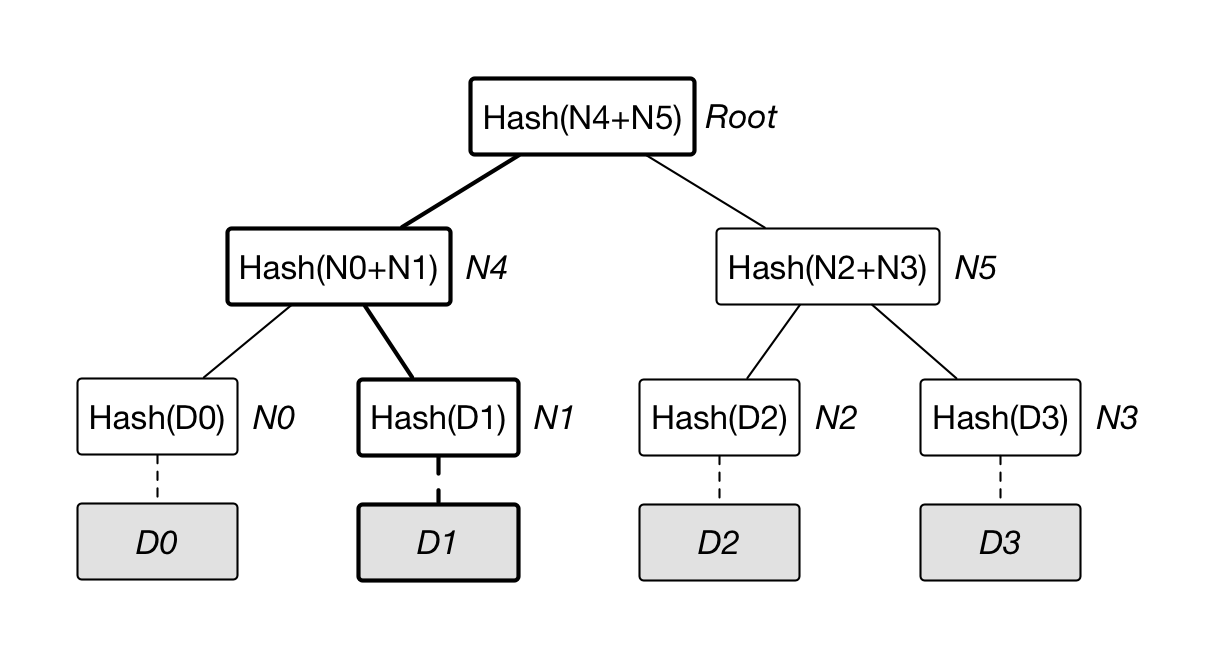 Hash(N4+N5) Root
Hash(N0+N1) N4 Hash(N2+N3) N5
Hash(D0) N0 Hash(D1) N1 Hash(D2) N2 Hash(D3) N3
D0 D1 D2 D3